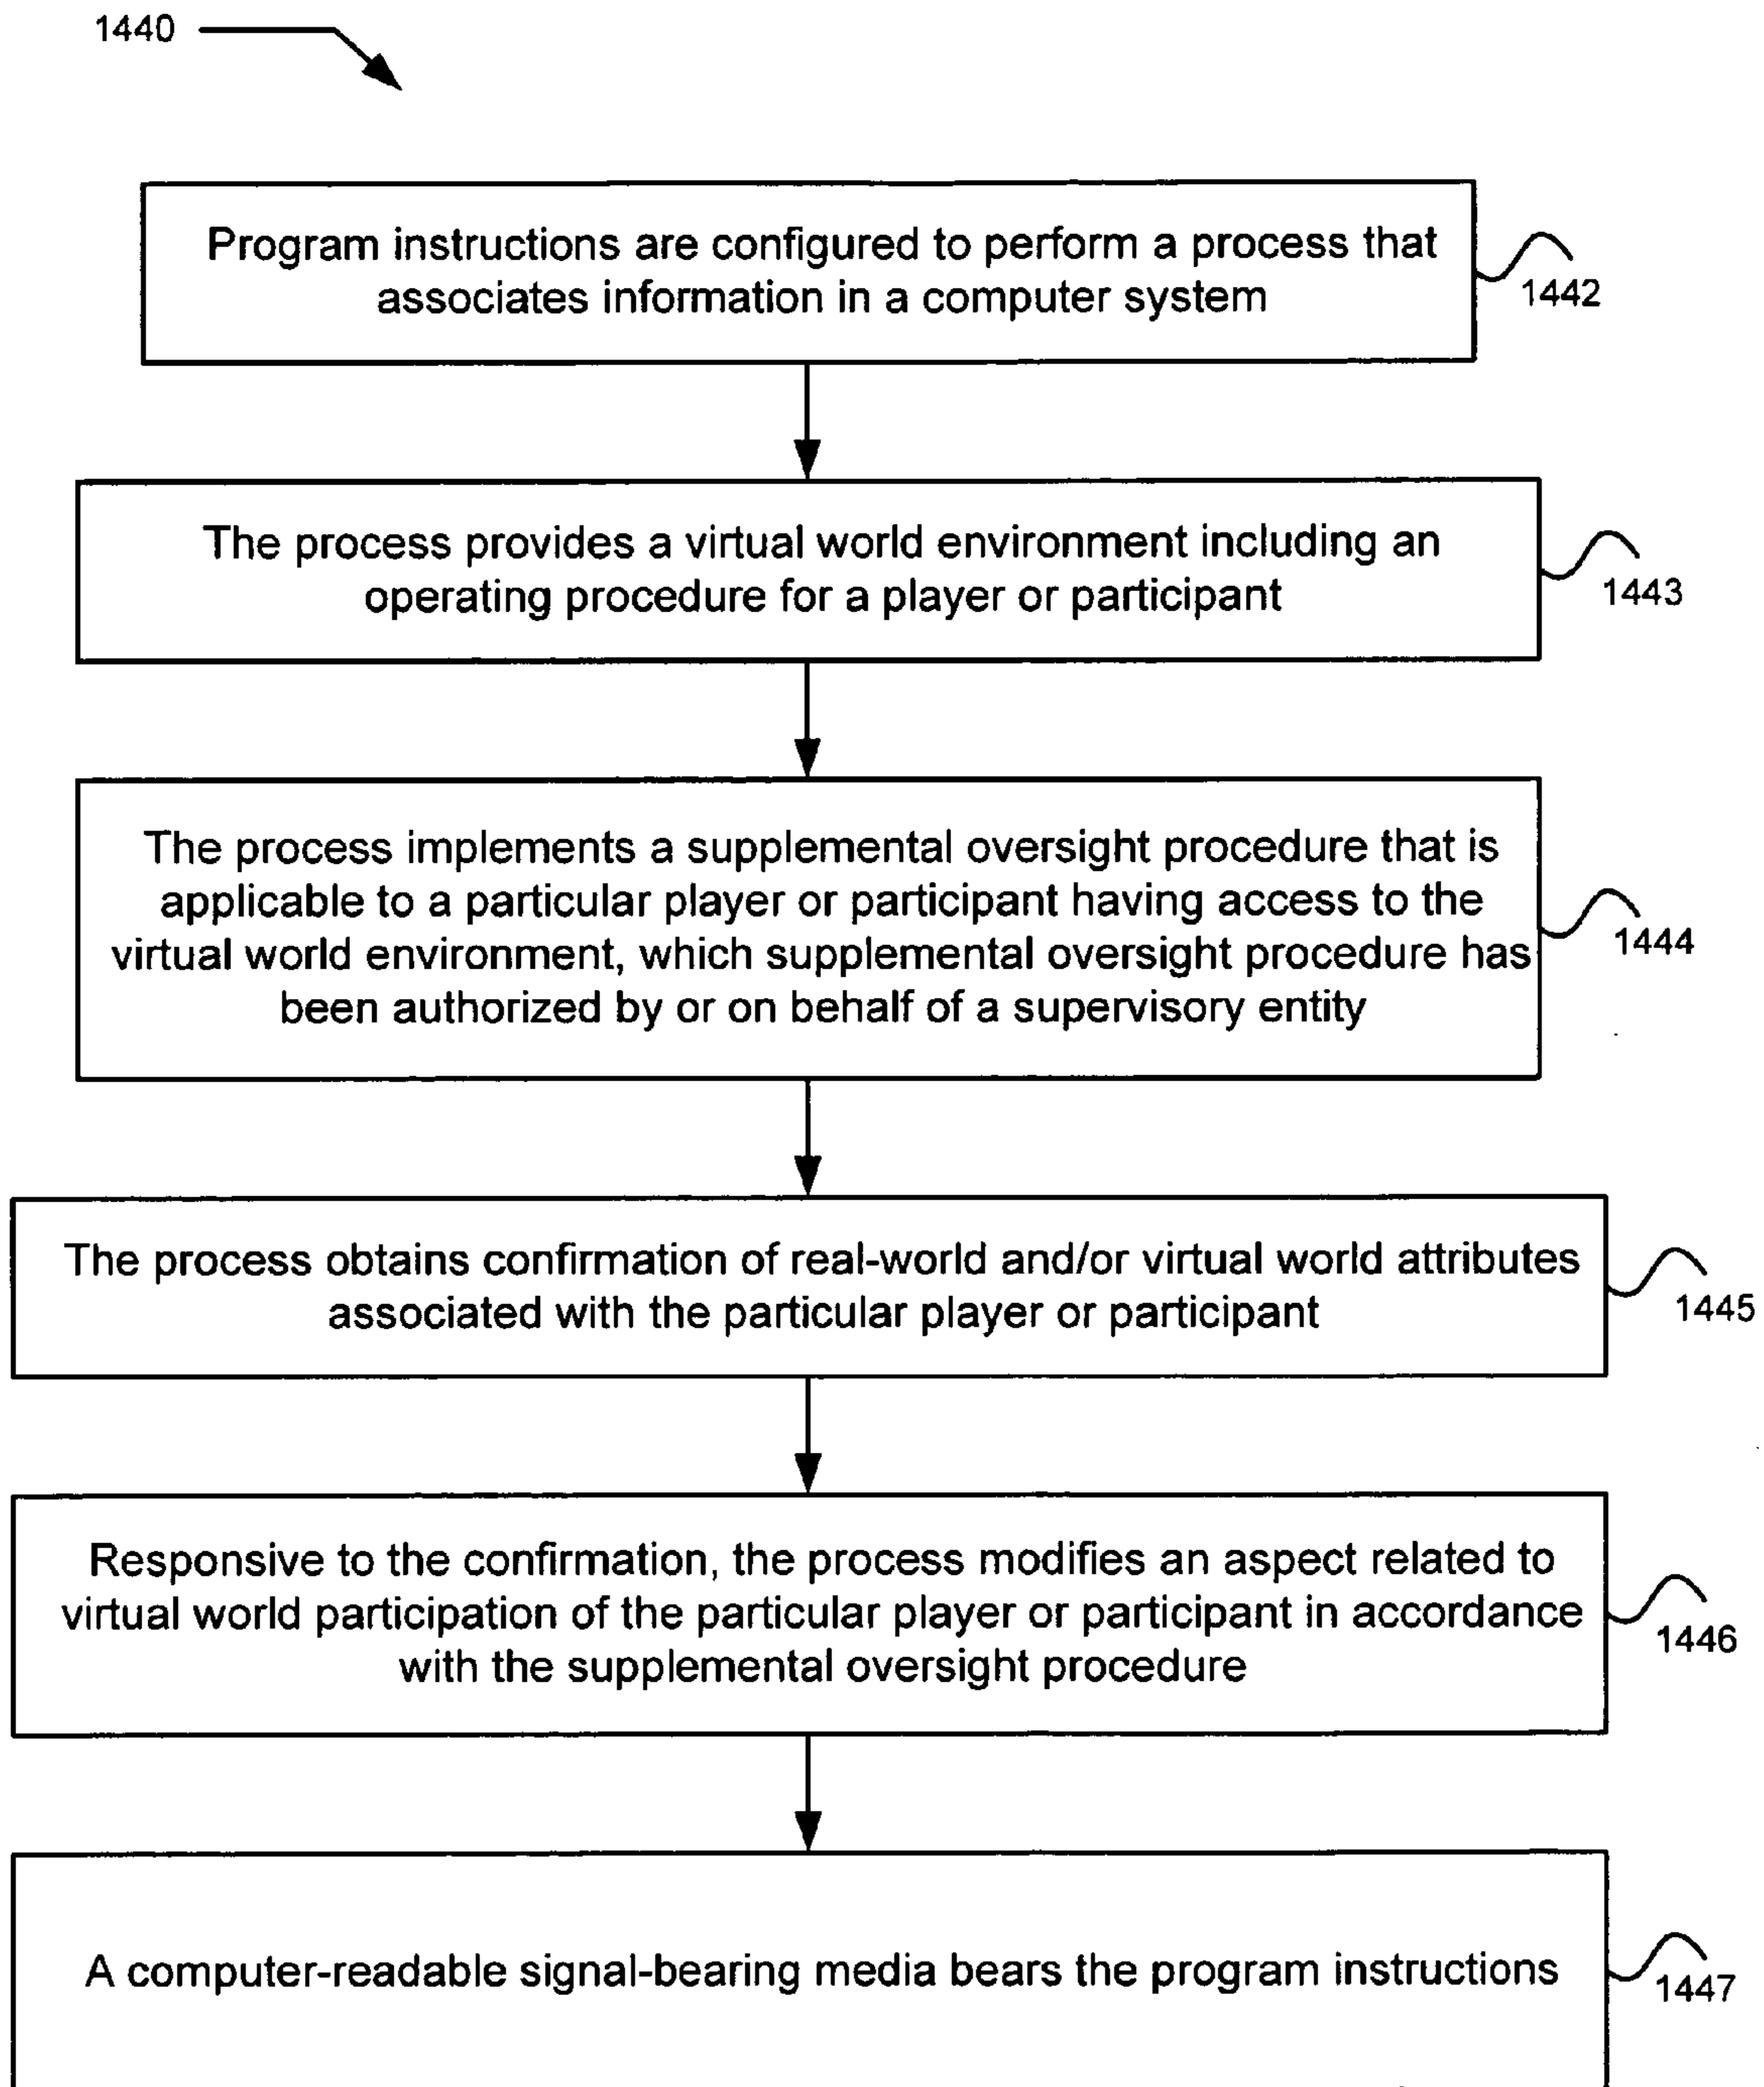 1440
Program instructions are configured to perform a process that
associates information in a computer system
1442
The process provides a virtual world environment including an
operating procedure for a player or participant
1443
The process implements a supplemental oversight procedure that is
applicable to a particular player or participant having access to the
virtual world environment, which supplemental oversight procedure has
been authorized by or on behalf of a supervisory entity
1444
The process obtains confirmation of real-world and/or virtual world attributes
associated with the particular player or participant
1445
Responsive to the confirmation, the process modifies an aspect related to
virtual world participation of the particular player or participant in accordance
with the supplemental oversight procedure
1446
A computer-readable signal-bearing media bears the program instructions
1447